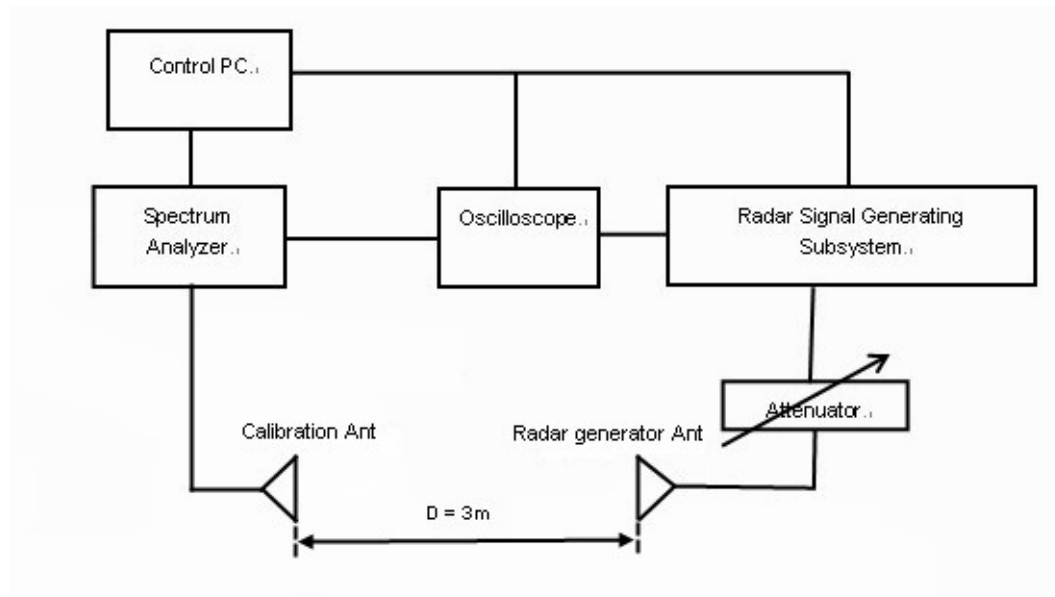 Control PC
Spectrum
Analyzer
Oscilloscope
Radar Signal Generating
Subsystem
Attenuator
Calibration Ant
Radar generator Ant
D = 3m